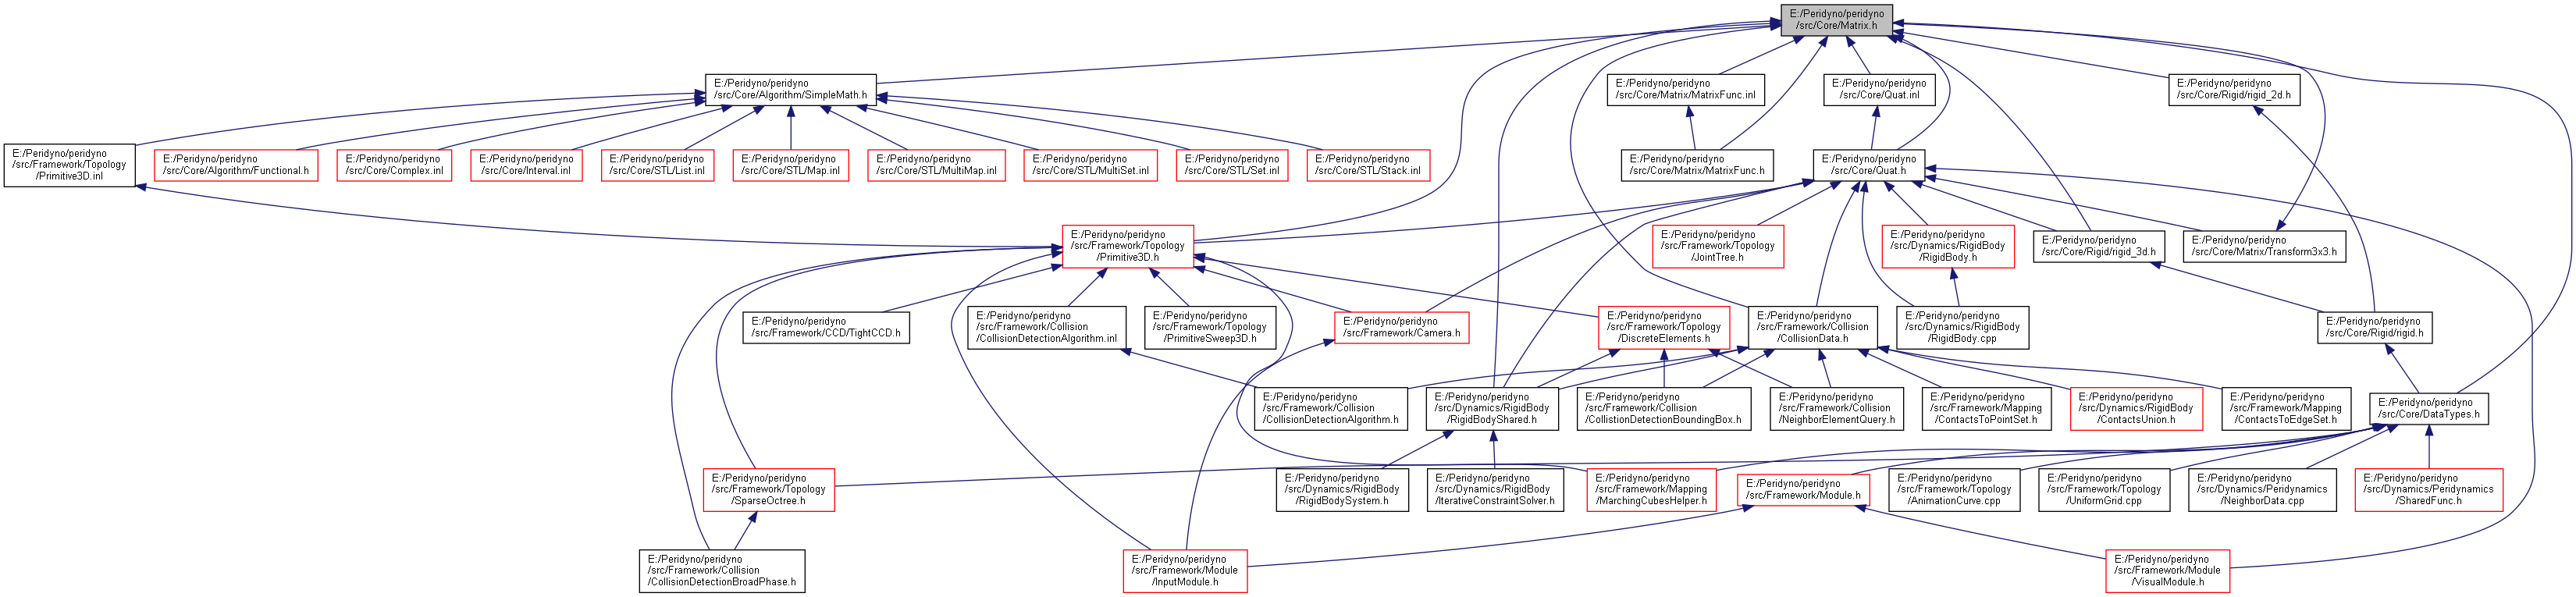 E:/Peridyno/peridyno
/src/Core/Matrix.h
E:/Peridyno/peridyno
/src/Core/Algorithm/SimpleMath.h
E:/Peridyno/peridyno
/src/Core/Matrix/MatrixFunc.inl
E:/Peridyno/peridyno
/src/Core/Quat.inl
E:/Peridyno/peridyno
/src/Core/Rigid/rigid_2d.h
E:/Peridyno/peridyno
/src/Framework/Topology
/Primitive3D.inl
E:/Peridyno/peridyno
/src/Core/Algorithm/Functional.h
E:/Peridyno/peridyno
/src/Core/Complex.inl
E:/Peridyno/peridyno
/src/Core/Interval.inl
E:/Peridyno/peridyno
/src/Core/STL/List.inl
E:/Peridyno/peridyno
/src/Core/STL/Map.inl
E:/Peridyno/peridyno
/src/Core/STL/MultiMap.inl
E:/Peridyno/peridyno
/src/Core/STL/MultiSet.inl
E:/Peridyno/peridyno
/src/Core/STL/Set.inl
E:/Peridyno/peridyno
/src/Core/STL/Stack.inl
E:/Peridyno/peridyno
/src/Core/Matrix/MatrixFunc.h
E:/Peridyno/peridyno
/src/Core/Quat.h
E:/Peridyno/peridyno
/src/Framework/Topology
/Primitive3D.h
E:/Peridyno/peridyno
/src/Framework/Topology
/JointTree.h
E:/Peridyno/peridyno
/src/Dynamics/RigidBody
/RigidBody.h
E:/Peridyno/peridyno
/src/Core/Rigid/rigid_3d.h
E:/Peridyno/peridyno
/src/Core/Matrix/Transform3x3.h
E:/Peridyno/peridyno
/src/Framework/CCD/TightCCD.h
E:/Peridyno/peridyno
/src/Framework/Collision
/CollisionDetectionAlgorithm.inl
E:/Peridyno/peridyno
/src/Framework/Topology
/PrimitiveSweep3D.h
E:/Peridyno/peridyno
/src/Framework/Camera.h
E:/Peridyno/peridyno
/src/Framework/Topology
/DiscreteElements.h
E:/Peridyno/peridyno
/src/Framework/Collision
/CollisionData.h
E:/Peridyno/peridyno
/src/Dynamics/RigidBody
/RigidBody.cpp
E:/Peridyno/peridyno
/src/Core/Rigid/rigid.h
E:/Peridyno/peridyno
/src/Framework/Collision
/CollisionDetectionAlgorithm.h
E:/Peridyno/peridyno
/src/Dynamics/RigidBody
/RigidBodyShared.h
E:/Peridyno/peridyno
/src/Framework/Collision
/CollistionDetectionBoundingBox.h
E:/Peridyno/peridyno
/src/Framework/Collision
/NeighborElementQuery.h
E:/Peridyno/peridyno
/src/Framework/Mapping
/ContactsToPointSet.h
E:/Peridyno/peridyno
/src/Dynamics/RigidBody
/ContactsUnion.h
E:/Peridyno/peridyno
/src/Framework/Mapping
/ContactsToEdgeSet.h
E:/Peridyno/peridyno
/src/Core/DataTypes.h
E:/Peridyno/peridyno
/src/Framework/Topology
/SparseOctree.h
E:/Peridyno/peridyno
/src/Dynamics/RigidBody
/RigidBodySystem.h
E:/Peridyno/peridyno
/src/Dynamics/RigidBody
/IterativeConstraintSolver.h
E:/Peridyno/peridyno
/src/Framework/Mapping
/MarchingCubesHelper.h
E:/Peridyno/peridyno
/src/Framework/Module.h
E:/Peridyno/peridyno
/src/Framework/Topology
/AnimationCurve.cpp
E:/Peridyno/peridyno
/src/Framework/Topology
/UniformGrid.cpp
E:/Peridyno/peridyno
/src/Dynamics/Peridynamics
/NeighborData.cpp
E:/Peridyno/peridyno
/src/Dynamics/Peridynamics
/SharedFunc.h
E:/Peridyno/peridyno
/src/Framework/Collision
/CollisionDetectionBroadPhase.h
E:/Peridyno/peridyno
/src/Framework/Module
/InputModule.h
E:/Peridyno/peridyno
/src/Framework/Module
/VisualModule.h